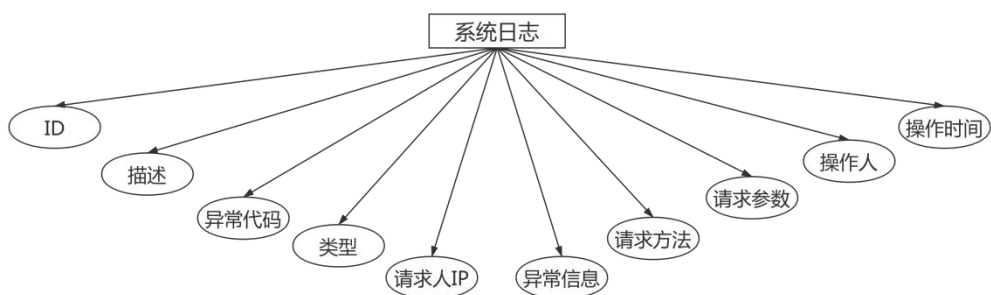 系统日志
ID
描述
异常代码
类型
请求人IP
异常信息
请求方法
请求参数
操作人
操作时间